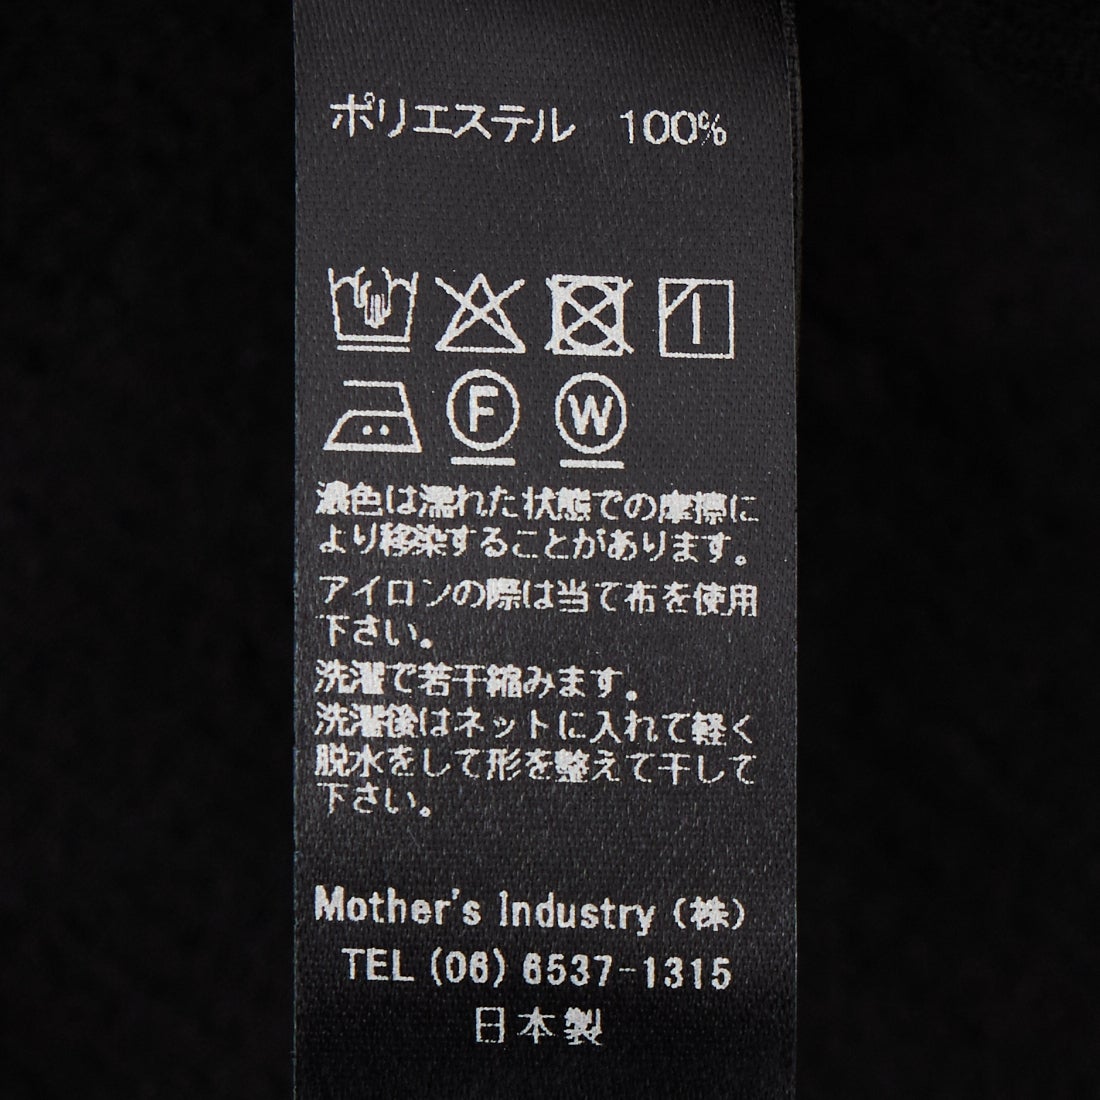 ポリエステル 100%
F W
濃色は濡れた状態での摩擦に
より移染することがあります。
アイロンの際は当て布を使用
下さい。
洗濯で若干縮みます。
洗濯後はネットに入れて軽く
脱水をして形を整えて干して
下さい。
Mother's Industry (株)
TEL (06) 6537-1315
日本製